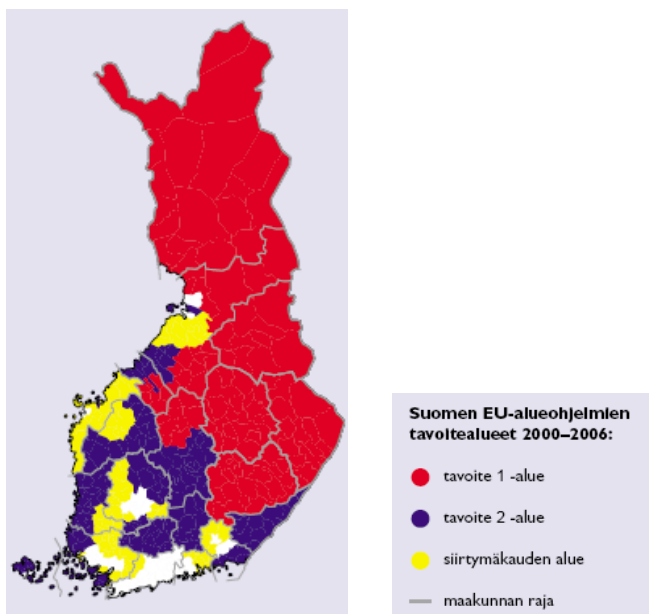 Suomen EU-alueohjelmien
tavoitealueet 2000–2006:
tavoite 1 -alue
tavoite 2 -alue
siirtymäkauden alue
maakunnan raja